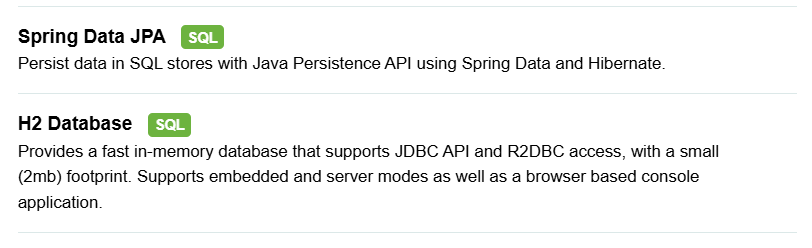 Spring Data JPA SQL
Persist data in SQL stores with Java Persistence API using Spring Data and Hibernate.
H2 Database SQL
Provides a fast in-memory database that supports JDBC API and R2DBC access, with a small
(2mb) footprint. Supports embedded and server modes as well as a browser based console
application.